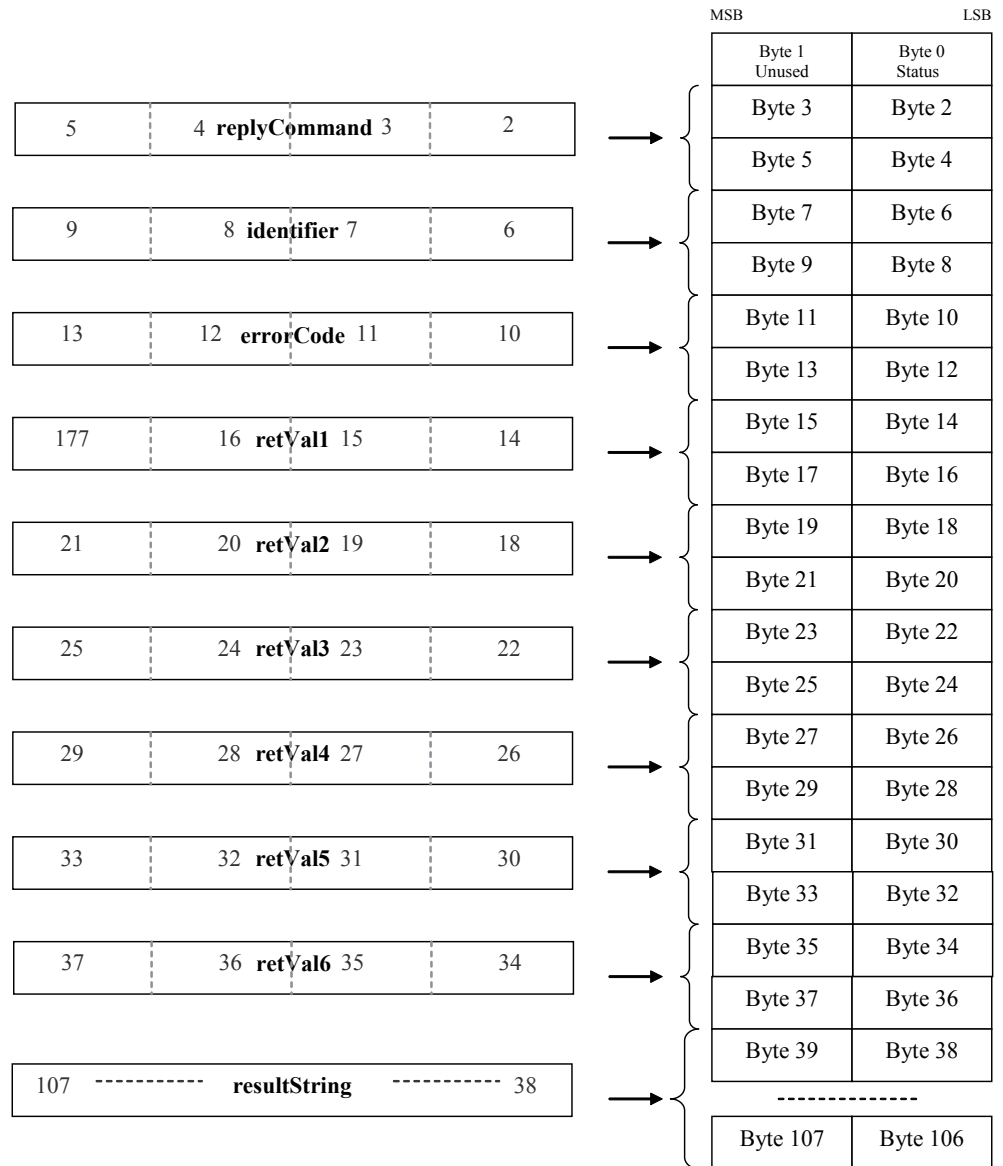 MSB LSB
Byte 1 Unused Byte 0 Status
5 4 replyCommand 3 2
Byte 3 Byte 2
Byte 5 Byte 4
9 8 identifier 7 6
Byte 7 Byte 6
Byte 9 Byte 8
13 12 errorCode 11 10
Byte 11 Byte 10
Byte 13 Byte 12
177 16 retVal1 15 14
Byte 15 Byte 14
Byte 17 Byte 16
21 20 retVal2 19 18
Byte 19 Byte 18
Byte 21 Byte 20
25 24 retVal3 23 22
Byte 23 Byte 22
Byte 25 Byte 24
29 28 retVal4 27 26
Byte 27 Byte 26
Byte 29 Byte 28
33 32 retVal5 31 30
Byte 31 Byte 30
Byte 33 Byte 32
37 36 retVal6 35 34
Byte 35 Byte 34
Byte 37 Byte 36
107 resultString 38
Byte 39 Byte 38
Byte 107 Byte 106